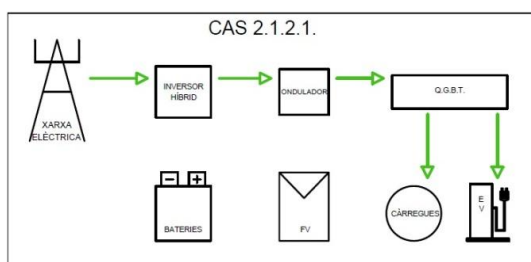 CAS 2.1.2.1.
XARXA
ELÈCTRICA
INVERSOR
HÍBRID
ONDULADOR
Q.G.B.T.
BATERIES
FV
CÀRREGUES
E
V